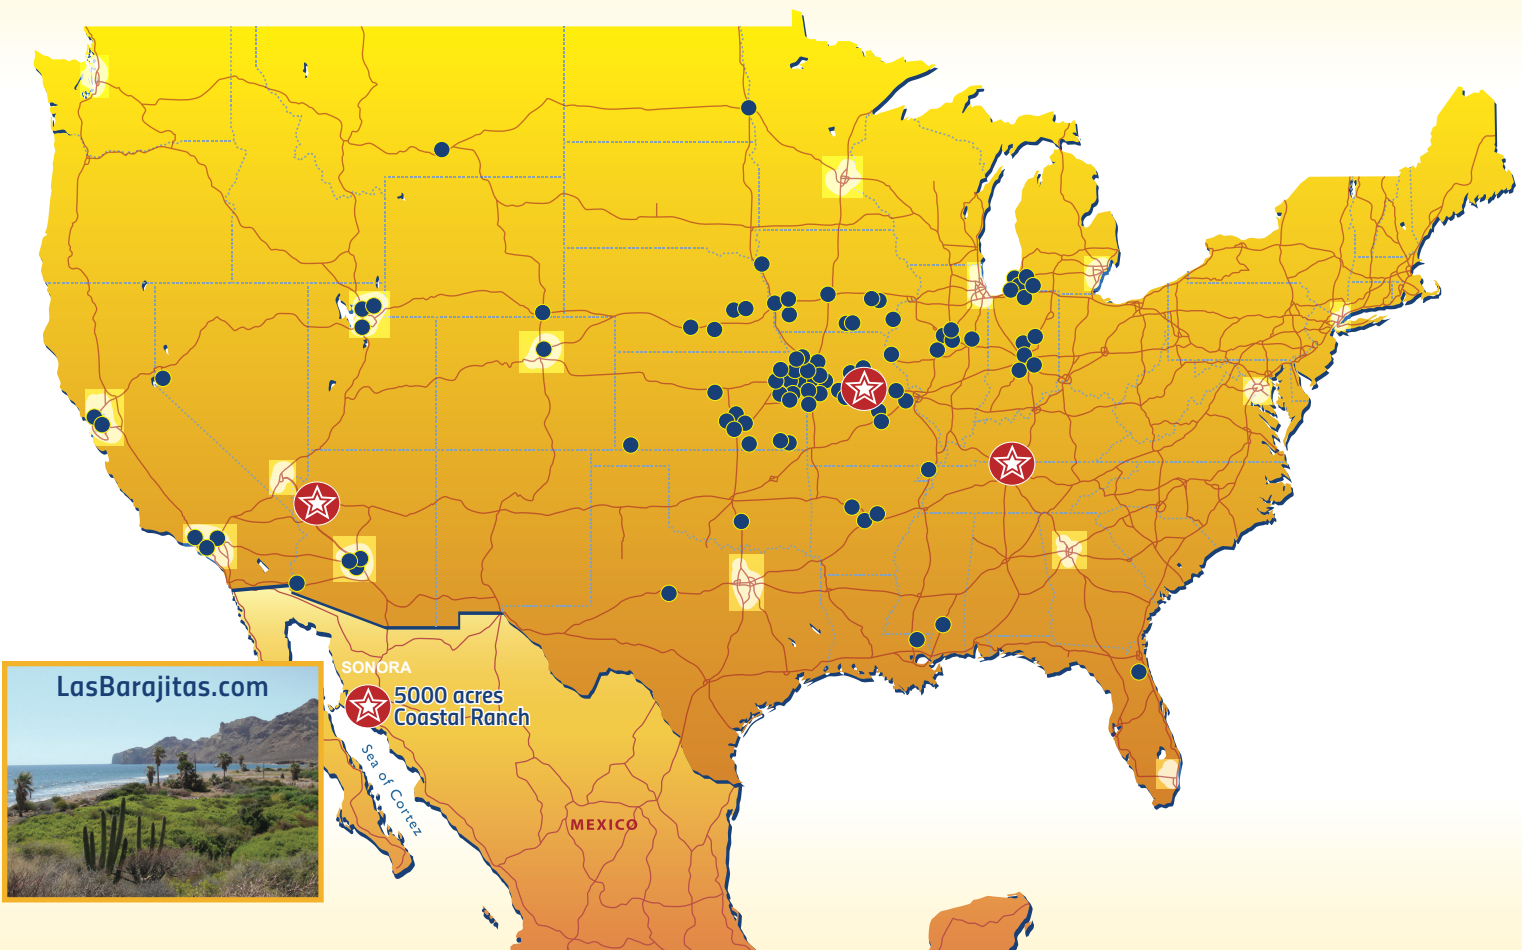 LasBarajitas.com
SONORA
5000 acres
Coastal Ranch
Sea of Cortez
MEXICO